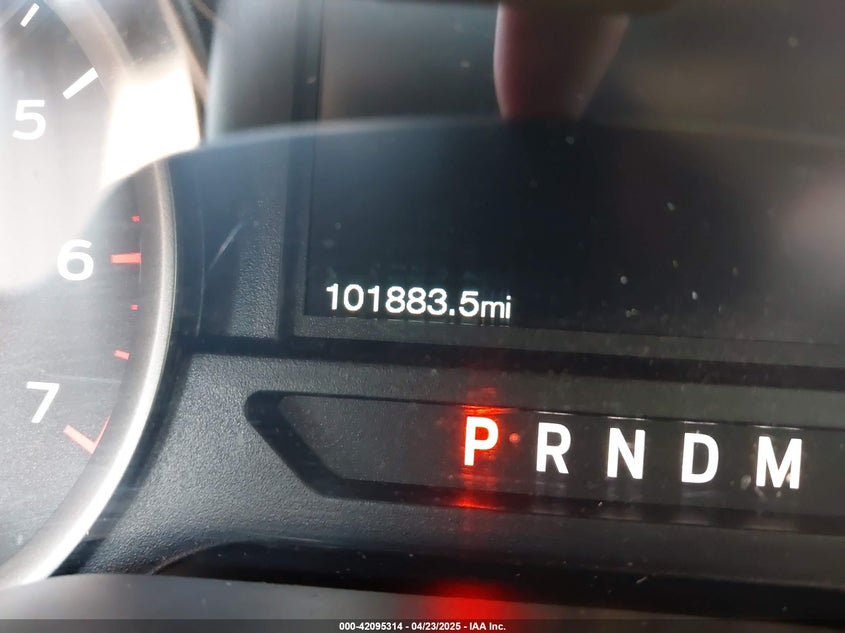 5
6
7
101883.5mi
P R N D M
000-42095314 - 04/23/2025 - IAA Inc.